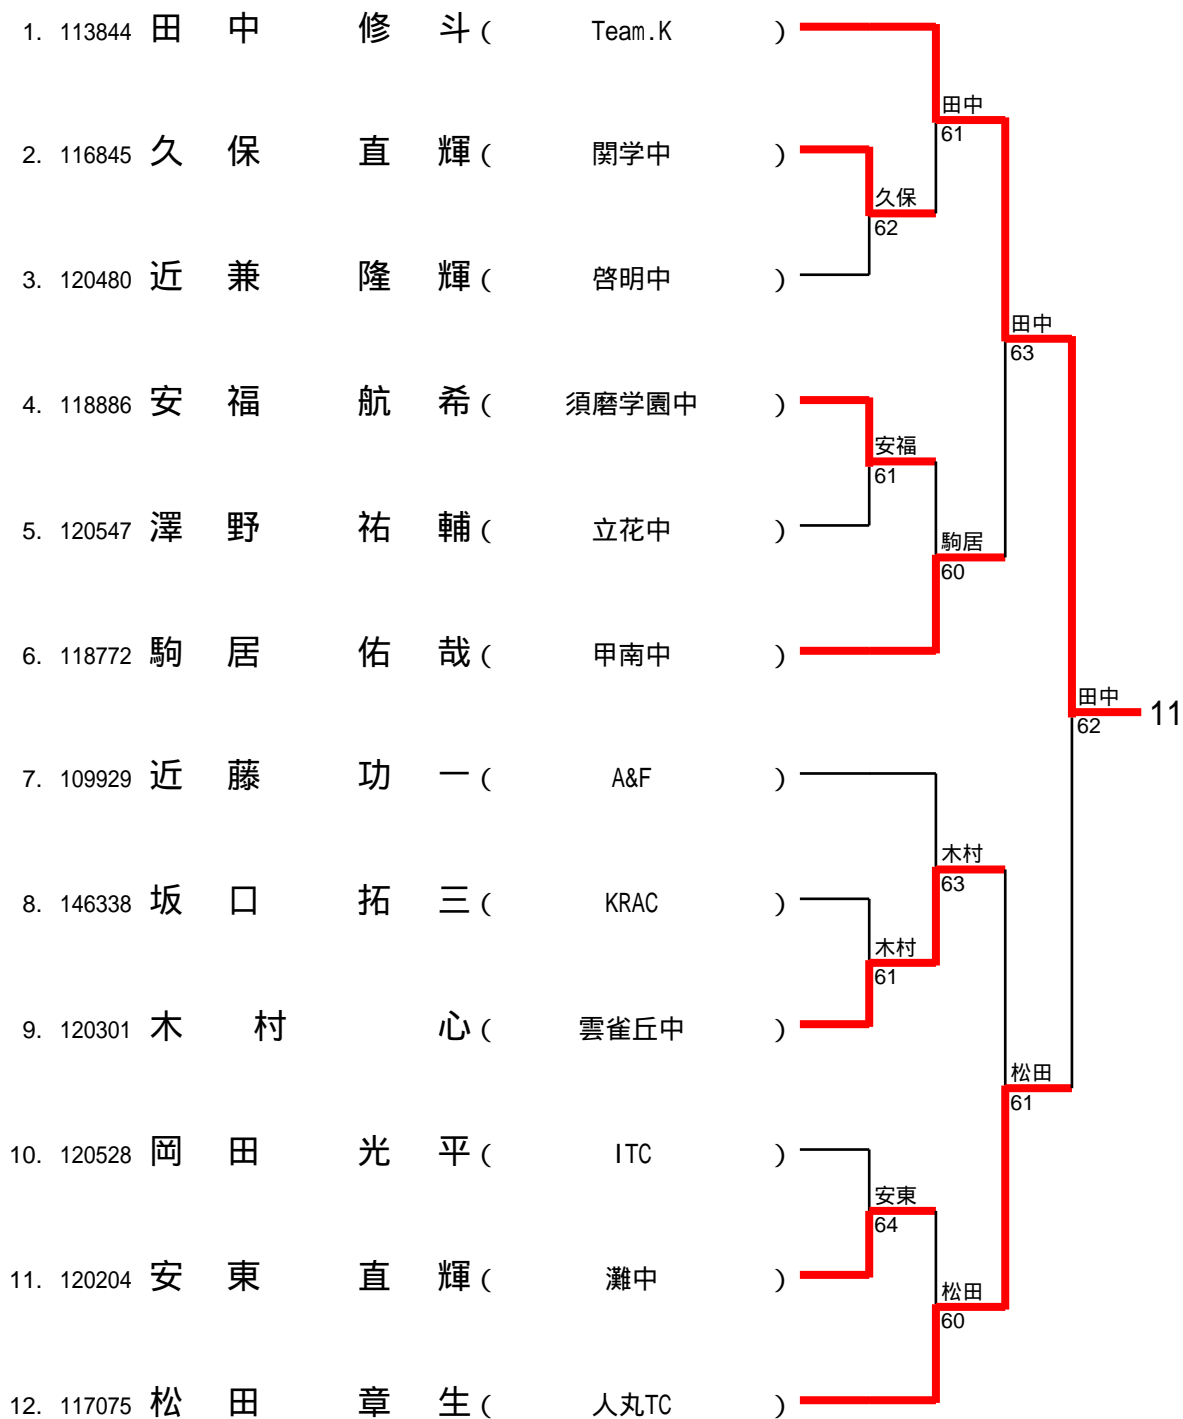 1. 113844 田 中 修 斗 ( Team.K )
田中
61
2. 116845 久 保 直 輝 ( 関学中 )
久保
62
3. 120480 近 兼 隆 輝 ( 啓明中 )
田中
63
4. 118886 安 福 航 希 ( 須磨学園中 )
安福
61
5. 120547 澤 野 祐 輔 ( 立花中 )
駒居
60
6. 118772 駒 居 佑 哉 ( 甲南中 )
田中
62
11
7. 109929 近 藤 功 一 ( A&F )
木村
63
8. 146338 坂 口 拓 三 ( KRAC )
木村
61
9. 120301 木 村 心 ( 雲雀丘中 )
松田
61
10. 120528 岡 田 光 平 ( ITC )
安東
64
11. 120204 安 東 直 輝 ( 灘中 )
松田
60
12. 117075 松 田 章 生 ( 人丸TC )